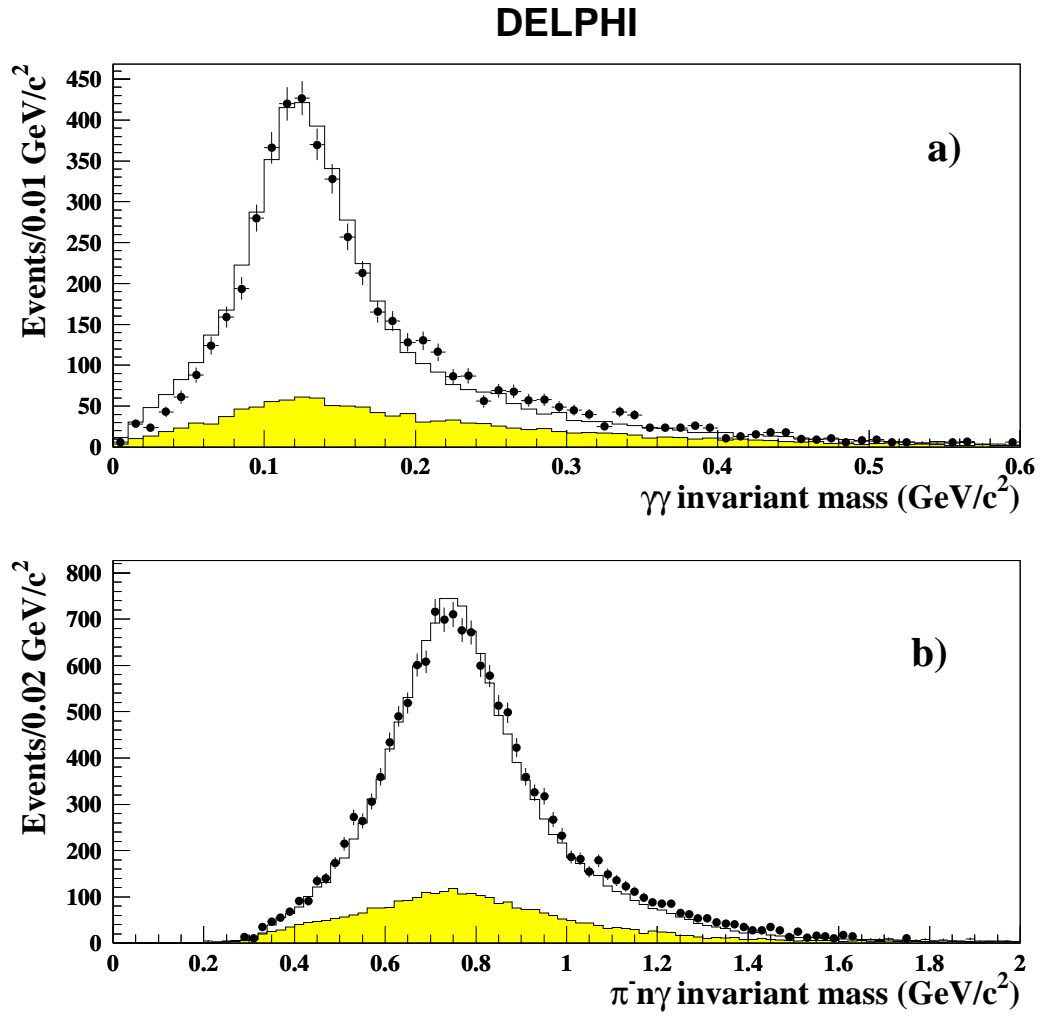 DELPHI
Events/0.01 GeV/c²
450
400
350
300
250
200
150
100
50
0
a)
0 0.1 0.2 0.3 0.4 0.5 0.6
γγ invariant mass (GeV/c²)
Events/0.02 GeV/c²
800
700
600
500
400
300
200
100
0
b)
0 0.2 0.4 0.6 0.8 1 1.2 1.4 1.6 1.8 2
π⁻nγ invariant mass (GeV/c²)